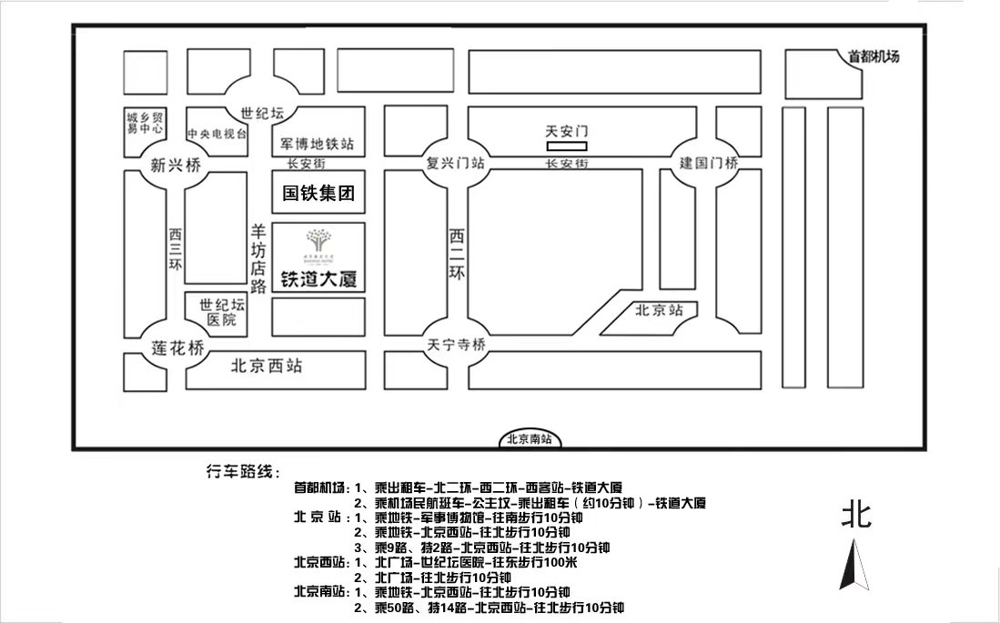 首都机场
世纪坛
城乡贸
易中心
中央电视台
军博地铁站
天安门
新兴桥
长安街
复兴门站
长安街
建国门桥
国铁集团
西三环
羊坊店路
西二环
铁道大厦
世纪坛
医院
北京站
莲花桥
天宁寺桥
北京西站
北京南站
行车路线：
首都机场：1、乘出租车-北二环-西二环-西客站-铁道大厦
2、乘机场民航班车-公主坟-乘出租车（约10分钟）-铁道大厦
北 京 站：1、乘地铁-军事博物馆-往南步行10分钟
2、乘地铁-北京西站-往北步行10分钟
3、乘9路、特2路-北京西站-往北步行10分钟
北京西站：1、北广场-世纪坛医院-往东步行100米
2、北广场-往北步行10分钟
北京南站：1、乘地铁-北京西站-往北步行10分钟
2、乘50路、特14路-北京西站-往北步行10分钟
北